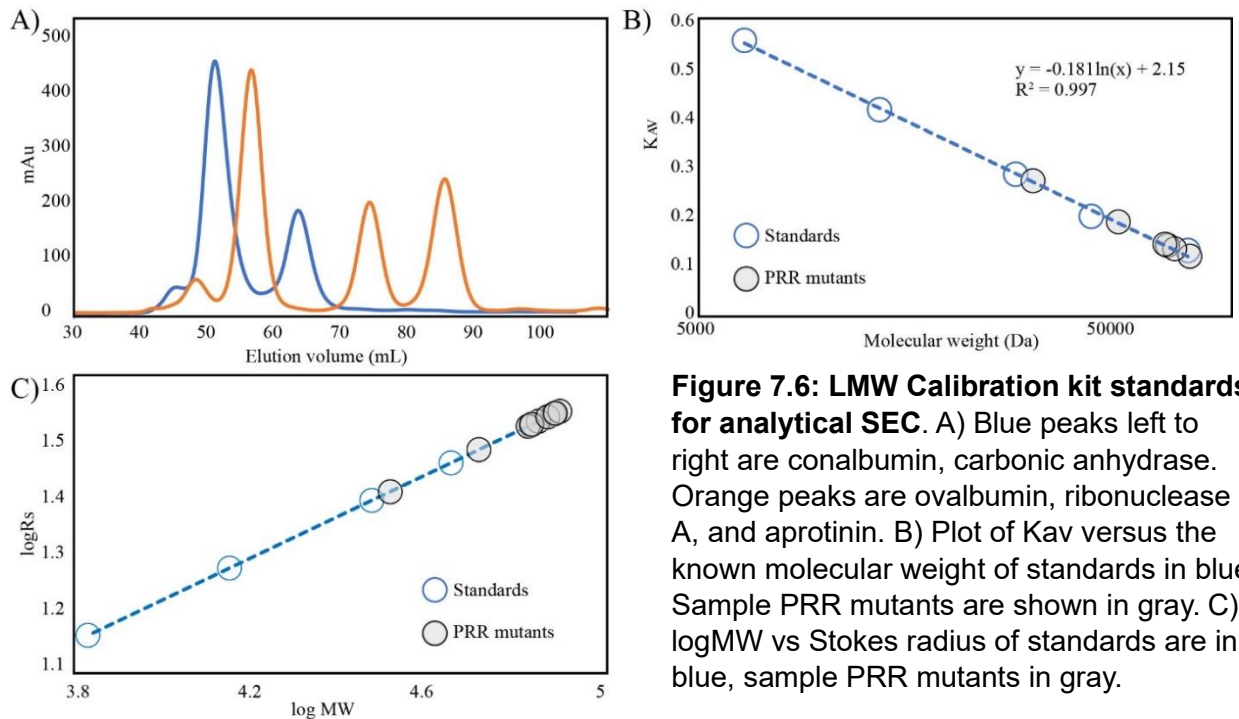 A)
500
400
300
200
100
0
mAu
30 40 50 60 70 80 90 100
Elution volume (mL)
B)
0.6
0.5
0.4
0.3
0.2
0.1
0
KAV
y = -0.181ln(x) + 2.15
R² = 0.997
Standards
PRR mutants
5000 50000
Molecular weight (Da)
C)
1.6
1.5
1.4
1.3
1.2
1.1
logRs
Standards
PRR mutants
3.8 4.2 4.6 5
log MW
Figure 7.6: LMW Calibration kit standards
for analytical SEC. A) Blue peaks left to
right are conalbumin, carbonic anhydrase.
Orange peaks are ovalbumin, ribonuclease
A, and aprotinin. B) Plot of Kav versus the
known molecular weight of standards in blue
Sample PRR mutants are shown in gray. C)
logMW vs Stokes radius of standards are in
blue, sample PRR mutants in gray.